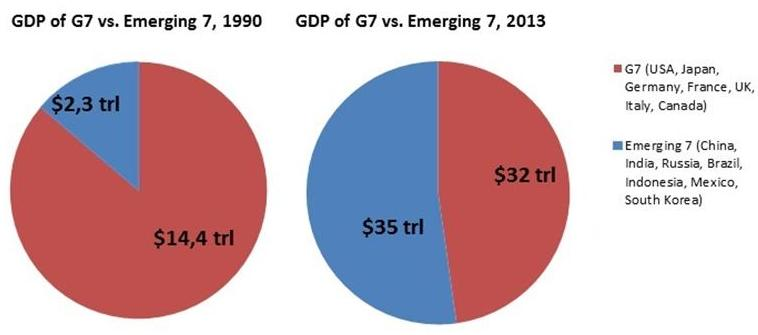 GDP of G7 vs. Emerging 7, 1990
GDP of G7 vs. Emerging 7, 2013
$2,3 trl
$14,4 trl
$35 trl
$32 trl
G7 (USA, Japan,
Germany, France, UK,
Italy, Canada)
Emerging 7 (China,
India, Russia, Brazil,
Indonesia, Mexico,
South Korea)